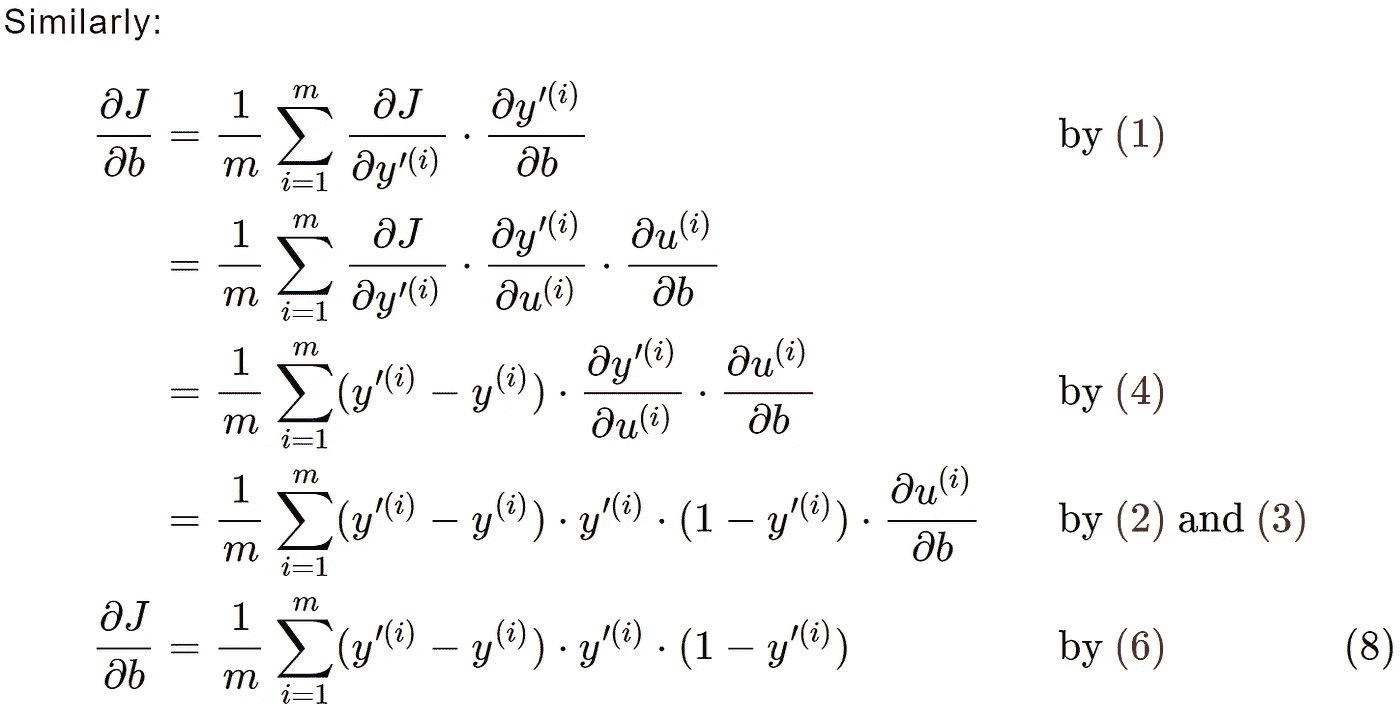 Similarly:
∂J/∂b = 1/m ∑_{i=1}^{m} ∂J/∂y′^{(i)} · ∂y′^{(i)}/∂b by (1)
= 1/m ∑_{i=1}^{m} ∂J/∂y′^{(i)} · ∂y′^{(i)}/∂u^{(i)} · ∂u^{(i)}/∂b
= 1/m ∑_{i=1}^{m} (y′^{(i)} − y^{(i)}) · ∂y′^{(i)}/∂u^{(i)} · ∂u^{(i)}/∂b by (4)
= 1/m ∑_{i=1}^{m} (y′^{(i)} − y^{(i)}) · y′^{(i)} · (1 − y′^{(i)}) · ∂u^{(i)}/∂b by (2) and (3)
∂J/∂b = 1/m ∑_{i=1}^{m} (y′^{(i)} − y^{(i)}) · y′^{(i)} · (1 − y′^{(i)}) by (6) (8)